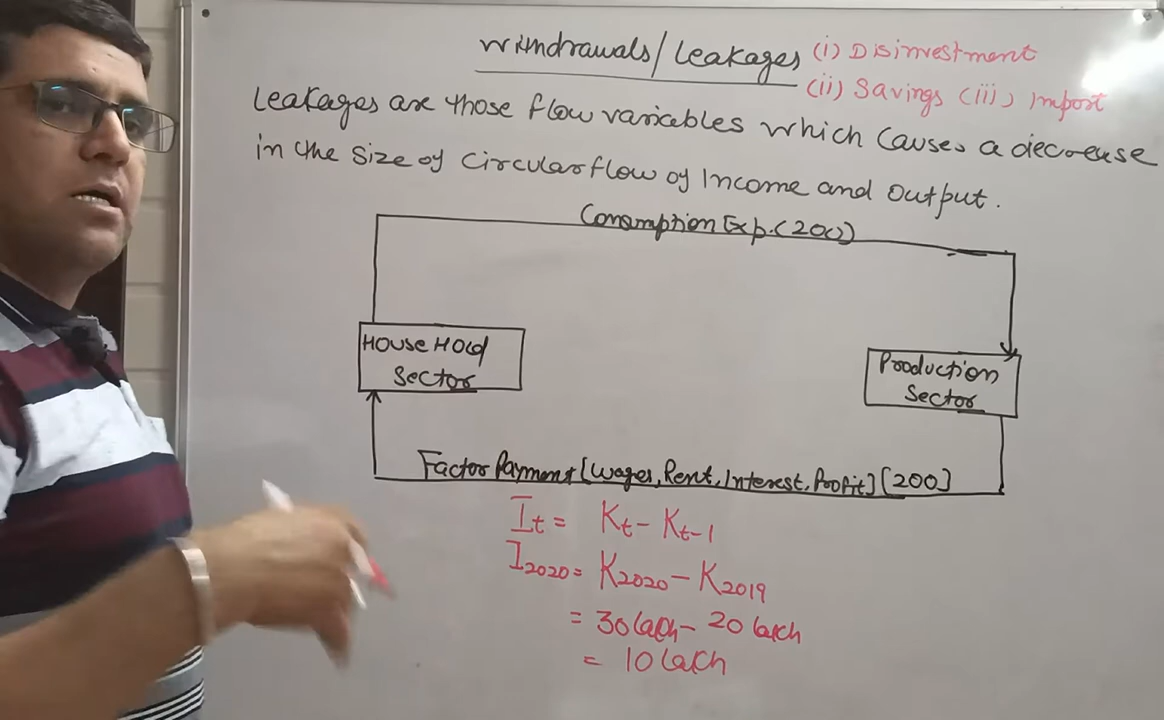 Withdrawals/Leakages (i) Disinvestment
(ii) Savings (iii) Import
Leakages are those flow variables which causes a decrease
in the size of circular flow of Income and output.
Consumption Exp. (200)
House Hold
Sector
Production
Sector
Factor Payment [Wages, Rent, Interest, Profit] [200]
It = Kt - Kt-1
I2020 = K2020 - K2019
= 30 lakh - 20 lakh
= 10 lakh